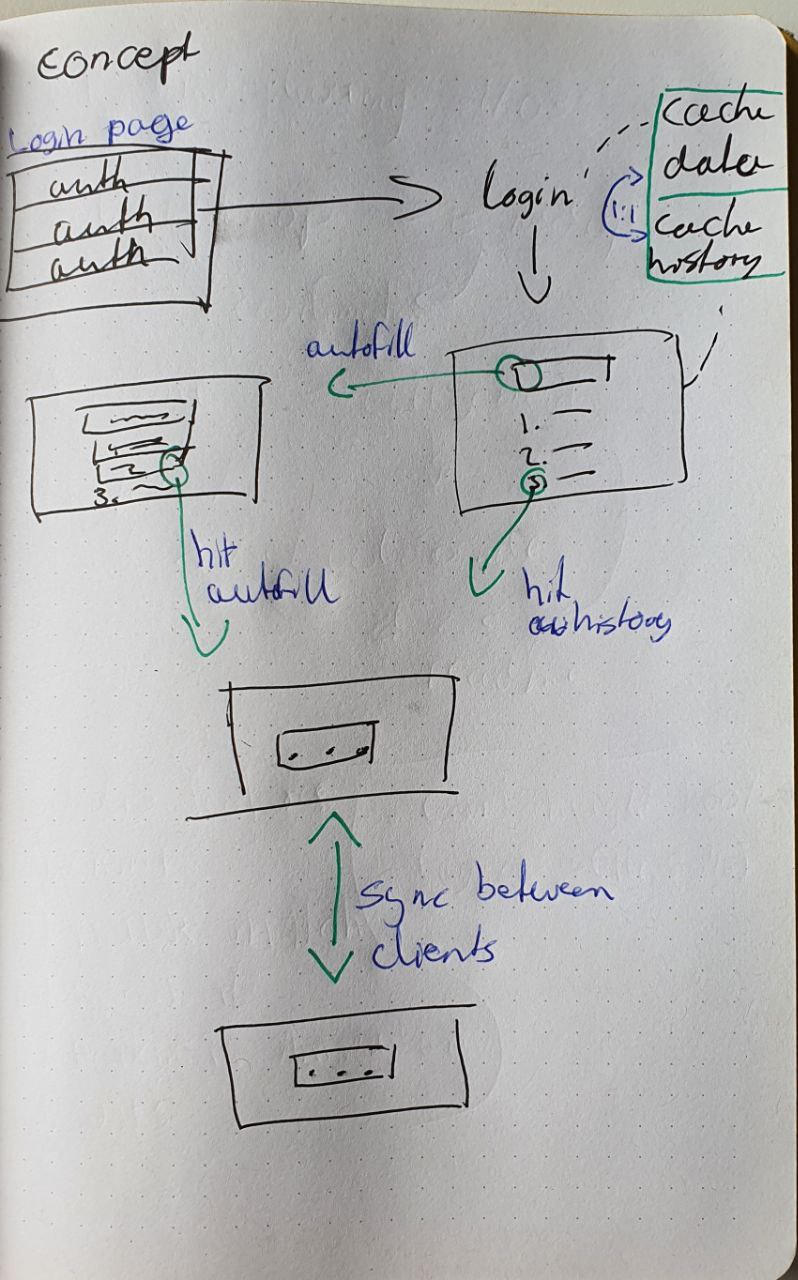 concept
Login page
auth
auth
auth
Login
cache
data
1:1
cache
history
autofill
1.
2.
3
2
3.
hit
autofill
hit
history
sync between
clients